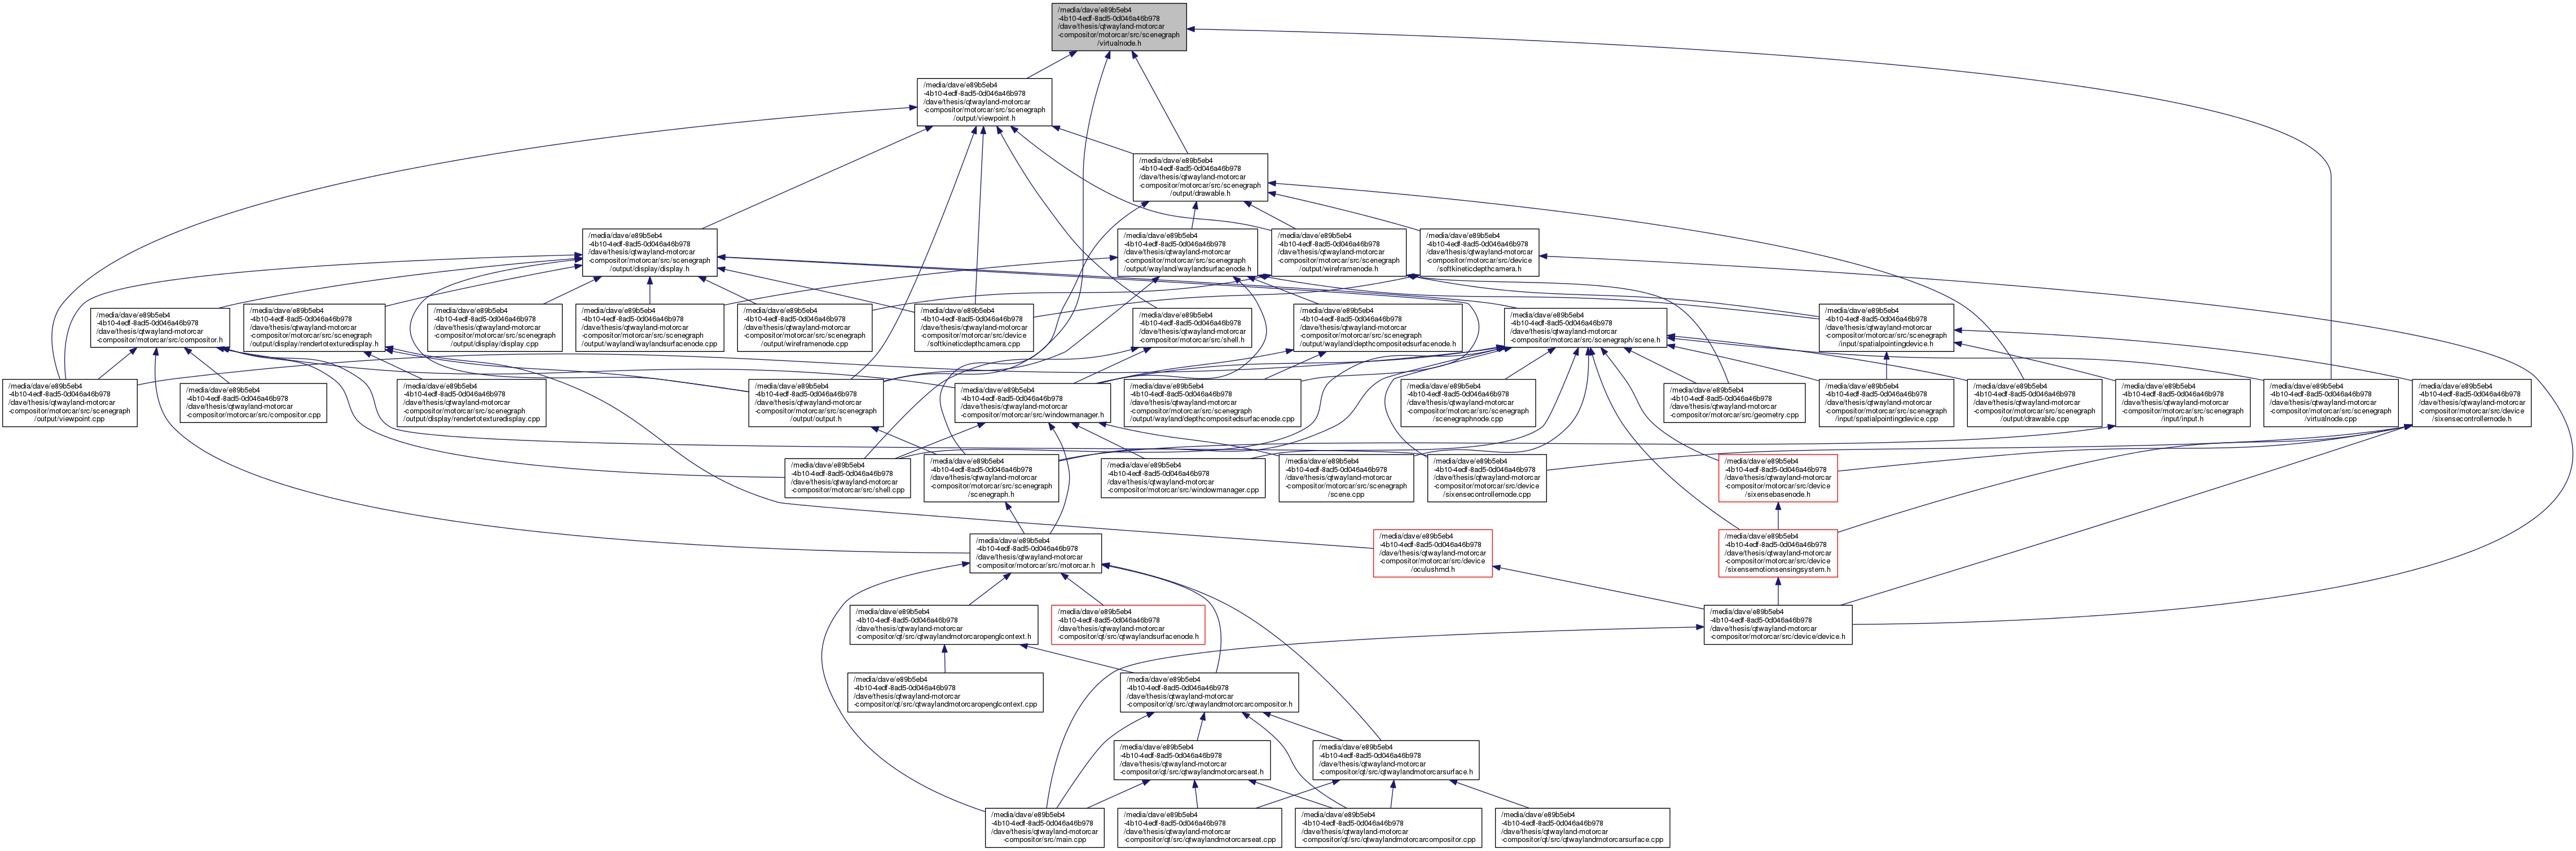 /media/dave/e89b5eb4
-4b10-4edf-8ad5-0d046a46b978
/dave/thesis/qtwayland-motorcar
-compositor/motorcar/src/scenegraph
/virtualnode.h
/media/dave/e89b5eb4
-4b10-4edf-8ad5-0d046a46b978
/dave/thesis/qtwayland-motorcar
-compositor/motorcar/src/scenegraph
/output/viewpoint.h
/media/dave/e89b5eb4
-4b10-4edf-8ad5-0d046a46b978
/dave/thesis/qtwayland-motorcar
-compositor/motorcar/src/scenegraph
/output/drawable.h
/media/dave/e89b5eb4
-4b10-4edf-8ad5-0d046a46b978
/dave/thesis/qtwayland-motorcar
-compositor/motorcar/src/scenegraph
/output/display/display.h
/media/dave/e89b5eb4
-4b10-4edf-8ad5-0d046a46b978
/dave/thesis/qtwayland-motorcar
-compositor/motorcar/src/scenegraph
/output/wayland/waylandsurfacenode.h
/media/dave/e89b5eb4
-4b10-4edf-8ad5-0d046a46b978
/dave/thesis/qtwayland-motorcar
-compositor/motorcar/src/scenegraph
/output/wireframenode.h
/media/dave/e89b5eb4
-4b10-4edf-8ad5-0d046a46b978
/dave/thesis/qtwayland-motorcar
-compositor/motorcar/src/device
/softkineticdepthcamera.h
/media/dave/e89b5eb4
-4b10-4edf-8ad5-0d046a46b978
/dave/thesis/qtwayland-motorcar
-compositor/motorcar/src/compositor.h
/media/dave/e89b5eb4
-4b10-4edf-8ad5-0d046a46b978
/dave/thesis/qtwayland-motorcar
-compositor/motorcar/src/scenegraph
/output/display/rendertotexturedisplay.h
/media/dave/e89b5eb4
-4b10-4edf-8ad5-0d046a46b978
/dave/thesis/qtwayland-motorcar
-compositor/motorcar/src/scenegraph
/output/display/display.cpp
/media/dave/e89b5eb4
-4b10-4edf-8ad5-0d046a46b978
/dave/thesis/qtwayland-motorcar
-compositor/motorcar/src/scenegraph
/output/wayland/waylandsurfacenode.cpp
/media/dave/e89b5eb4
-4b10-4edf-8ad5-0d046a46b978
/dave/thesis/qtwayland-motorcar
-compositor/motorcar/src/scenegraph
/output/wireframenode.cpp
/media/dave/e89b5eb4
-4b10-4edf-8ad5-0d046a46b978
/dave/thesis/qtwayland-motorcar
-compositor/motorcar/src/device
/softkineticdepthcamera.cpp
/media/dave/e89b5eb4
-4b10-4edf-8ad5-0d046a46b978
/dave/thesis/qtwayland-motorcar
-compositor/motorcar/src/shell.h
/media/dave/e89b5eb4
-4b10-4edf-8ad5-0d046a46b978
/dave/thesis/qtwayland-motorcar
-compositor/motorcar/src/scenegraph
/output/wayland/depthcompositedsurfacenode.h
/media/dave/e89b5eb4
-4b10-4edf-8ad5-0d046a46b978
/dave/thesis/qtwayland-motorcar
-compositor/motorcar/src/scenegraph/scene.h
/media/dave/e89b5eb4
-4b10-4edf-8ad5-0d046a46b978
/dave/thesis/qtwayland-motorcar
-compositor/motorcar/src/scenegraph
/input/spatialpointingdevice.h
/media/dave/e89b5eb4
-4b10-4edf-8ad5-0d046a46b978
/dave/thesis/qtwayland-motorcar
-compositor/motorcar/src/scenegraph
/output/viewpoint.cpp
/media/dave/e89b5eb4
-4b10-4edf-8ad5-0d046a46b978
/dave/thesis/qtwayland-motorcar
-compositor/motorcar/src/compositor.cpp
/media/dave/e89b5eb4
-4b10-4edf-8ad5-0d046a46b978
/dave/thesis/qtwayland-motorcar
-compositor/motorcar/src/scenegraph
/output/display/rendertotexturedisplay.cpp
/media/dave/e89b5eb4
-4b10-4edf-8ad5-0d046a46b978
/dave/thesis/qtwayland-motorcar
-compositor/motorcar/src/scenegraph
/output/output.h
/media/dave/e89b5eb4
-4b10-4edf-8ad5-0d046a46b978
/dave/thesis/qtwayland-motorcar
-compositor/motorcar/src/windowmanager.h
/media/dave/e89b5eb4
-4b10-4edf-8ad5-0d046a46b978
/dave/thesis/qtwayland-motorcar
-compositor/motorcar/src/scenegraph
/output/wayland/depthcompositedsurfacenode.cpp
/media/dave/e89b5eb4
-4b10-4edf-8ad5-0d046a46b978
/dave/thesis/qtwayland-motorcar
-compositor/motorcar/src/scenegraph
/scenegraphnode.cpp
/media/dave/e89b5eb4
-4b10-4edf-8ad5-0d046a46b978
/dave/thesis/qtwayland-motorcar
-compositor/motorcar/src/geometry.cpp
/media/dave/e89b5eb4
-4b10-4edf-8ad5-0d046a46b978
/dave/thesis/qtwayland-motorcar
-compositor/motorcar/src/scenegraph
/input/spatialpointingdevice.cpp
/media/dave/e89b5eb4
-4b10-4edf-8ad5-0d046a46b978
/dave/thesis/qtwayland-motorcar
-compositor/motorcar/src/scenegraph
/output/drawable.cpp
/media/dave/e89b5eb4
-4b10-4edf-8ad5-0d046a46b978
/dave/thesis/qtwayland-motorcar
-compositor/motorcar/src/scenegraph
/input/input.h
/media/dave/e89b5eb4
-4b10-4edf-8ad5-0d046a46b978
/dave/thesis/qtwayland-motorcar
-compositor/motorcar/src/scenegraph
/virtualnode.cpp
/media/dave/e89b5eb4
-4b10-4edf-8ad5-0d046a46b978
/dave/thesis/qtwayland-motorcar
-compositor/motorcar/src/device
/sixensecontrollernode.h
/media/dave/e89b5eb4
-4b10-4edf-8ad5-0d046a46b978
/dave/thesis/qtwayland-motorcar
-compositor/motorcar/src/shell.cpp
/media/dave/e89b5eb4
-4b10-4edf-8ad5-0d046a46b978
/dave/thesis/qtwayland-motorcar
-compositor/motorcar/src/scenegraph
/scenegraph.h
/media/dave/e89b5eb4
-4b10-4edf-8ad5-0d046a46b978
/dave/thesis/qtwayland-motorcar
-compositor/motorcar/src/windowmanager.cpp
/media/dave/e89b5eb4
-4b10-4edf-8ad5-0d046a46b978
/dave/thesis/qtwayland-motorcar
-compositor/motorcar/src/scenegraph
/scene.cpp
/media/dave/e89b5eb4
-4b10-4edf-8ad5-0d046a46b978
/dave/thesis/qtwayland-motorcar
-compositor/motorcar/src/device
/sixensecontrollernode.cpp
/media/dave/e89b5eb4
-4b10-4edf-8ad5-0d046a46b978
/dave/thesis/qtwayland-motorcar
-compositor/motorcar/src/device
/sixensebasenode.h
/media/dave/e89b5eb4
-4b10-4edf-8ad5-0d046a46b978
/dave/thesis/qtwayland-motorcar
-compositor/motorcar/src/motorcar.h
/media/dave/e89b5eb4
-4b10-4edf-8ad5-0d046a46b978
/dave/thesis/qtwayland-motorcar
-compositor/motorcar/src/device
/oculushmd.h
/media/dave/e89b5eb4
-4b10-4edf-8ad5-0d046a46b978
/dave/thesis/qtwayland-motorcar
-compositor/motorcar/src/device
/sixensemotionsensingsystem.h
/media/dave/e89b5eb4
-4b10-4edf-8ad5-0d046a46b978
/dave/thesis/qtwayland-motorcar
-compositor/qt/src/qtwaylandmotorcaropenglcontext.h
/media/dave/e89b5eb4
-4b10-4edf-8ad5-0d046a46b978
/dave/thesis/qtwayland-motorcar
-compositor/qt/src/qtwaylandsurfacenode.h
/media/dave/e89b5eb4
-4b10-4edf-8ad5-0d046a46b978
/dave/thesis/qtwayland-motorcar
-compositor/motorcar/src/device/device.h
/media/dave/e89b5eb4
-4b10-4edf-8ad5-0d046a46b978
/dave/thesis/qtwayland-motorcar
-compositor/qt/src/qtwaylandmotorcaropenglcontext.cpp
/media/dave/e89b5eb4
-4b10-4edf-8ad5-0d046a46b978
/dave/thesis/qtwayland-motorcar
-compositor/qt/src/qtwaylandmotorcarcompositor.h
/media/dave/e89b5eb4
-4b10-4edf-8ad5-0d046a46b978
/dave/thesis/qtwayland-motorcar
-compositor/qt/src/qtwaylandmotorcarseat.h
/media/dave/e89b5eb4
-4b10-4edf-8ad5-0d046a46b978
/dave/thesis/qtwayland-motorcar
-compositor/qt/src/qtwaylandmotorcarsurface.h
/media/dave/e89b5eb4
-4b10-4edf-8ad5-0d046a46b978
/dave/thesis/qtwayland-motorcar
-compositor/src/main.cpp
/media/dave/e89b5eb4
-4b10-4edf-8ad5-0d046a46b978
/dave/thesis/qtwayland-motorcar
-compositor/qt/src/qtwaylandmotorcarseat.cpp
/media/dave/e89b5eb4
-4b10-4edf-8ad5-0d046a46b978
/dave/thesis/qtwayland-motorcar
-compositor/qt/src/qtwaylandmotorcarcompositor.cpp
/media/dave/e89b5eb4
-4b10-4edf-8ad5-0d046a46b978
/dave/thesis/qtwayland-motorcar
-compositor/qt/src/qtwaylandmotorcarsurface.cpp